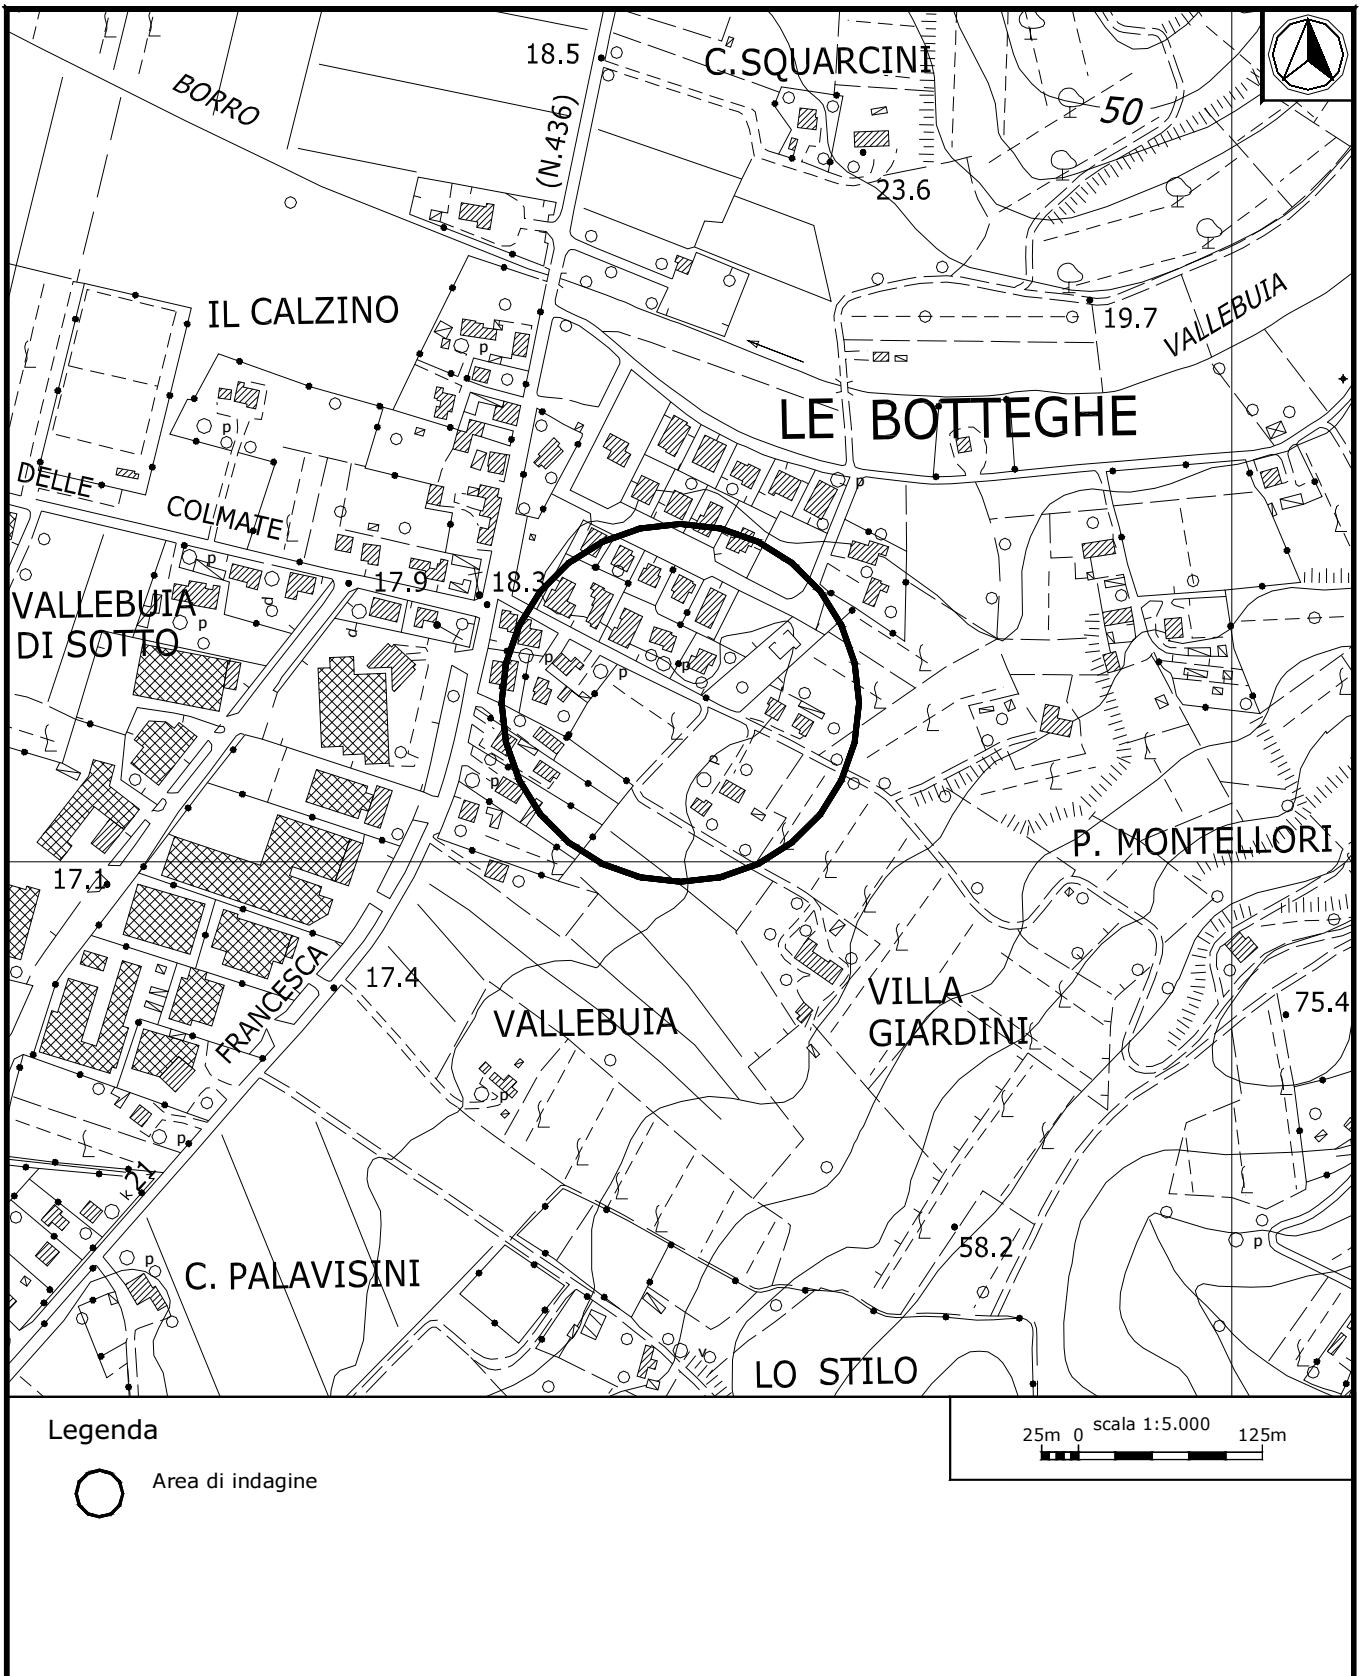 18.5
C.SQUARCINI
BORRO
50
(N.436)
23.6
IL CALZINO
19.7
VALLEBUIA
p
LE BOTTEGHE
p
DELLE
COLMATE
p
p
17.9
18.3
VALLEBUIA
DI SOTTO
p
p
p
p
p
p
p
p
p
P. MONTELLORI
17.1
FRANCESCA
17.4
VILLA
GIARDINI
VALLEBUIA
75.4
p
p
k 21
58.2
p
p
C. PALAVISINI
v
LO STILO
Legenda
Area di indagine
scala 1:5.000
25m 0 125m